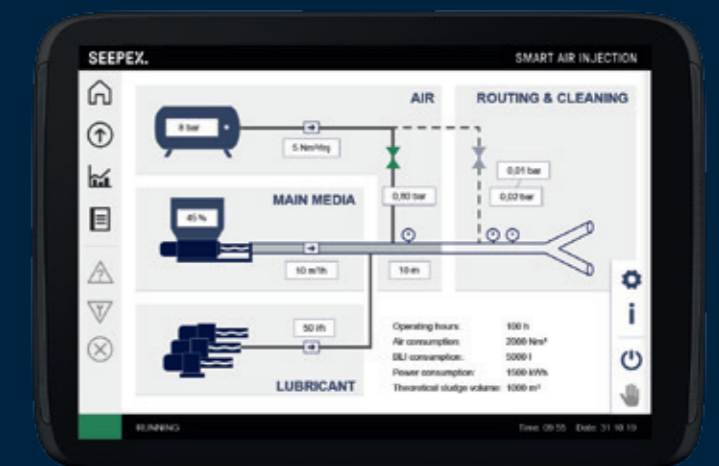 SEEPEX.
SMART AIR INJECTION
AIR
ROUTING & CLEANING
8 bar
5 Nm³/
0,01 bar
MAIN MEDIA
0,80 bar
0,02 bar
45 %
10 m³/h
10 m
50 l/h
LUBRICANT
Operating hours: 100 h
Air consumption: 2000 Nm³
consumption: 5000 l
Power consumption: 1500 kWh
Theoretical sludge volume: 1000 m³
RUNNING
Time: 09:55 Date: 31.10.19